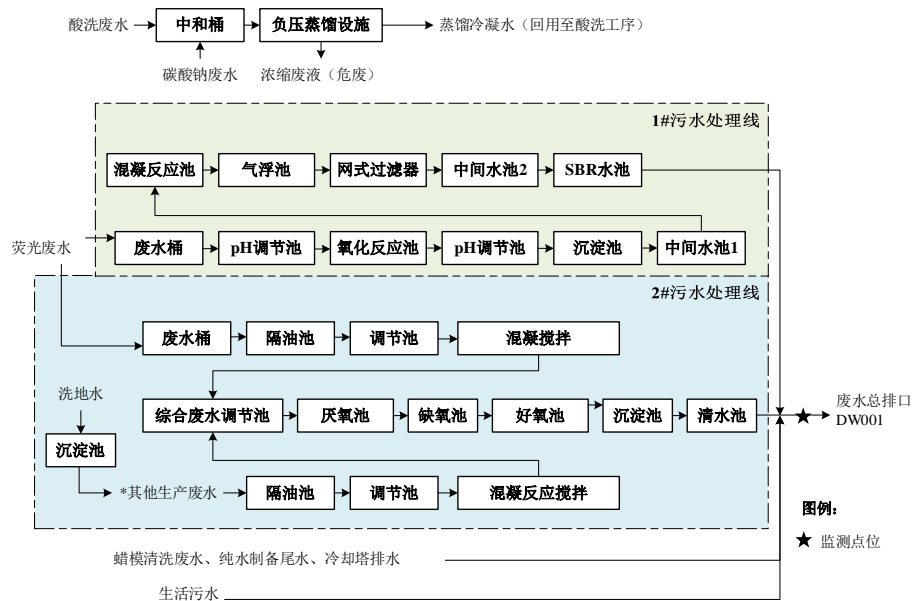 酸洗废水
中和桶
负压蒸馏设施
蒸馏冷凝水（回用至酸洗工序）
碳酸钠废水
浓缩废液（危废）
1#污水处理线
混凝反应池
气浮池
网式过滤器
中间水池2
SBR水池
荧光废水
废水桶
pH调节池
氧化反应池
pH调节池
沉淀池
中间水池1
2#污水处理线
废水桶
隔油池
调节池
混凝搅拌
洗地水
综合废水调节池
厌氧池
缺氧池
好氧池
沉淀池
清水池
废水总排口
DW001
沉淀池
*其他生产废水
隔油池
调节池
混凝反应搅拌
图例：
★ 监测点位
蜡模清洗废水、纯水制备尾水、冷却塔排水
生活污水